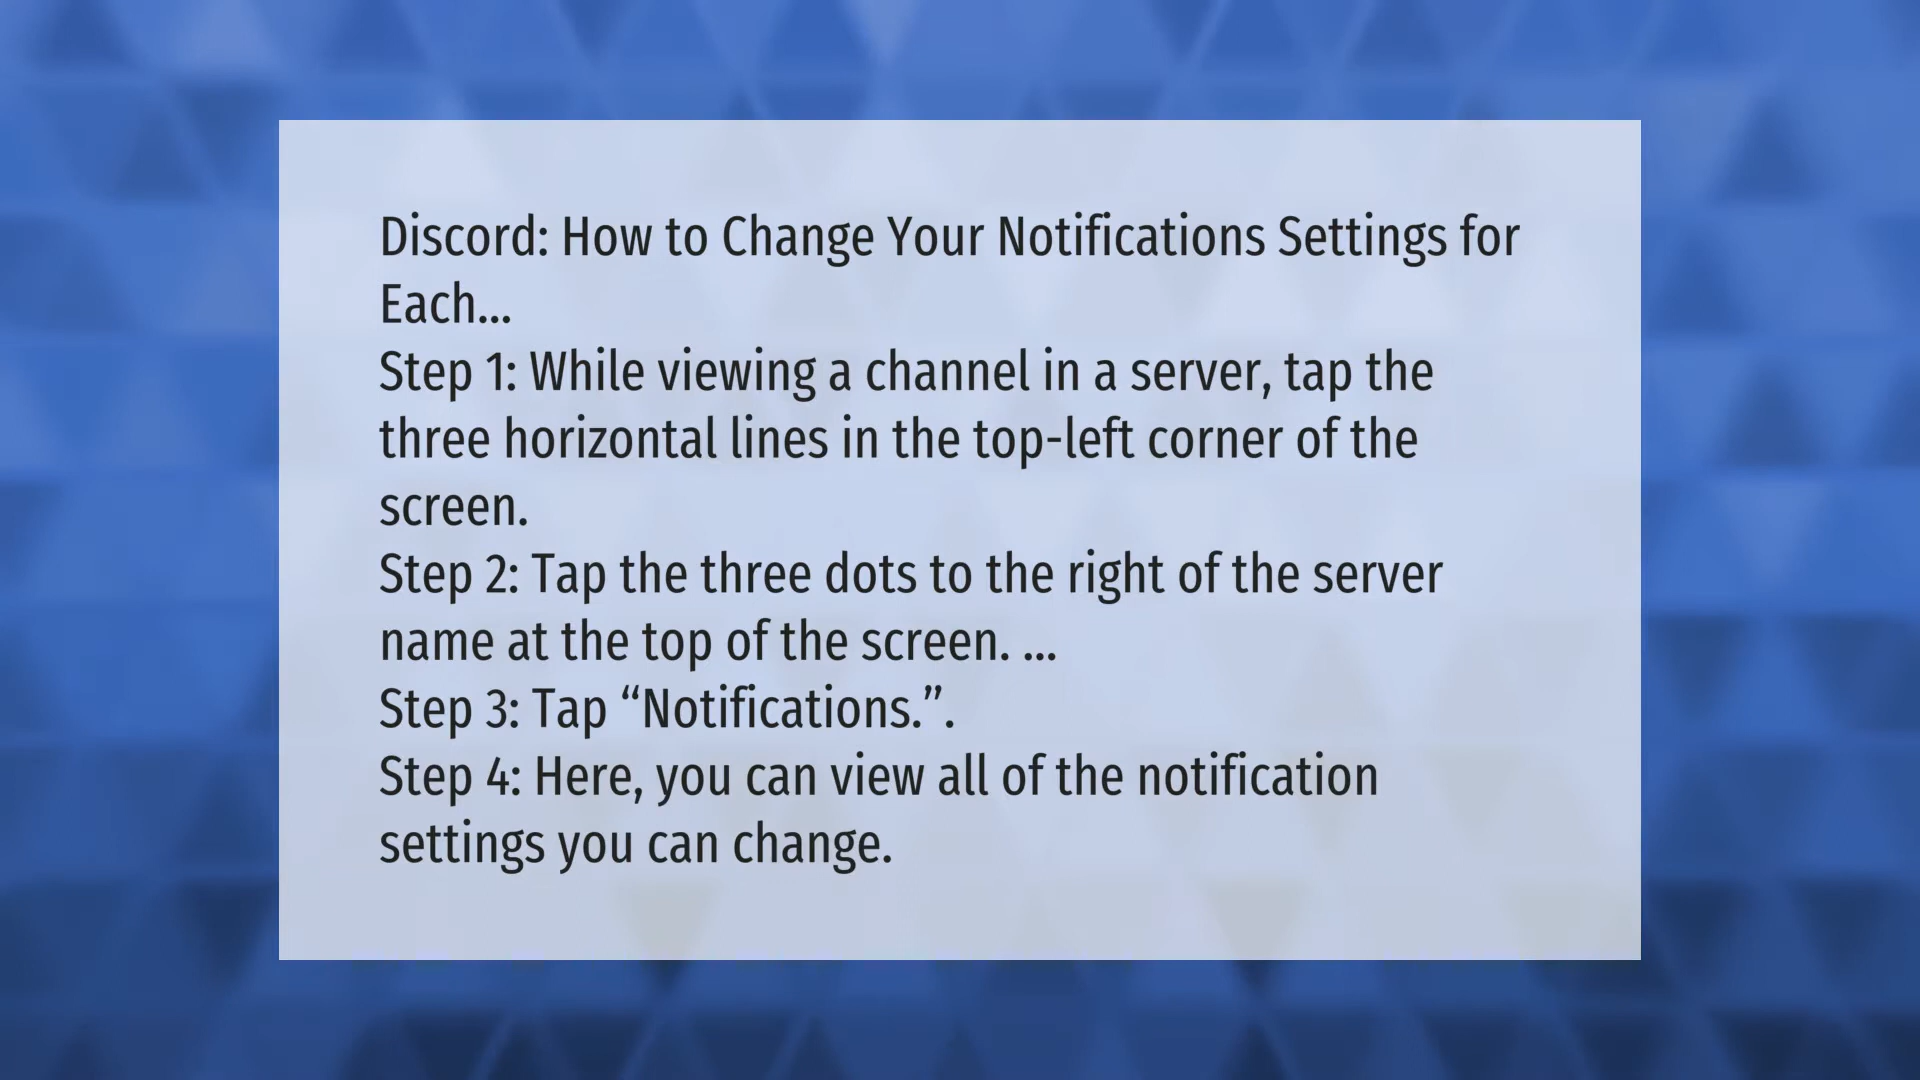 Discord: How to Change Your Notifications Settings for
Each...
Step 1: While viewing a channel in a server, tap the
three horizontal lines in the top-left corner of the
screen.
Step 2: Tap the three dots to the right of the server
name at the top of the screen. ...
Step 3: Tap “Notifications.”.
Step 4: Here, you can view all of the notification
settings you can change.